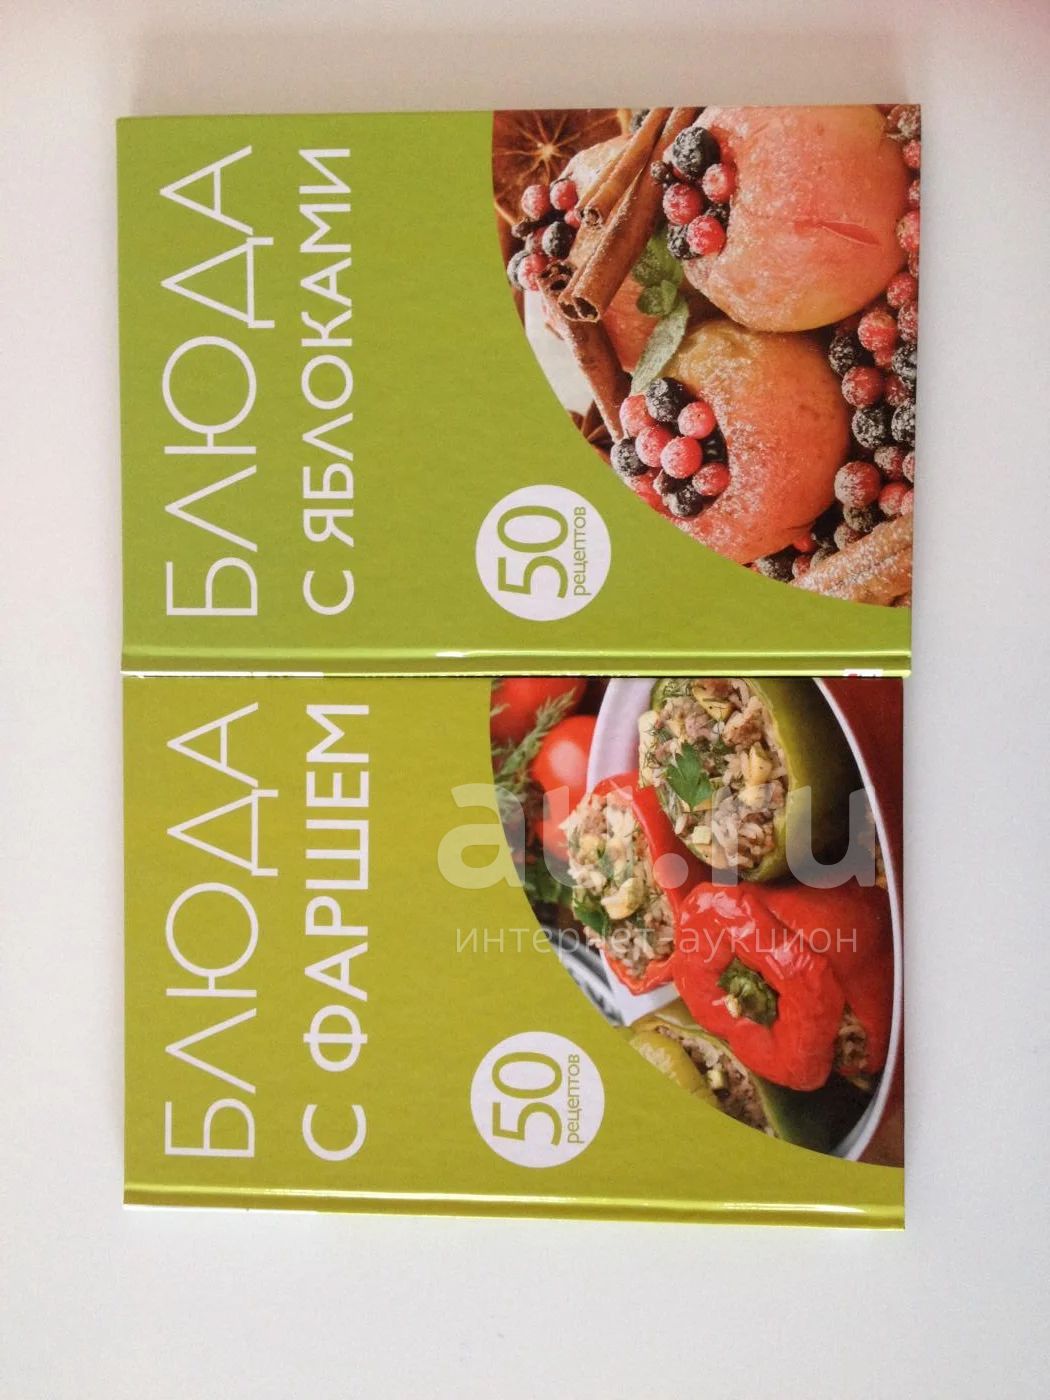 БЛЮДА
С ЯБЛОКАМИ
50
рецептов
БЛЮДА
С ФАРШЕМ
50
рецептов
au.ru
интернет-аукцион